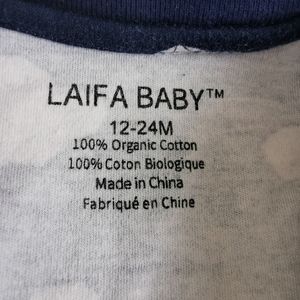 LAIFA BABY™
12-24M
100% Organic Cotton
100% Coton Biologique
Made in China
Fabriqué en Chine